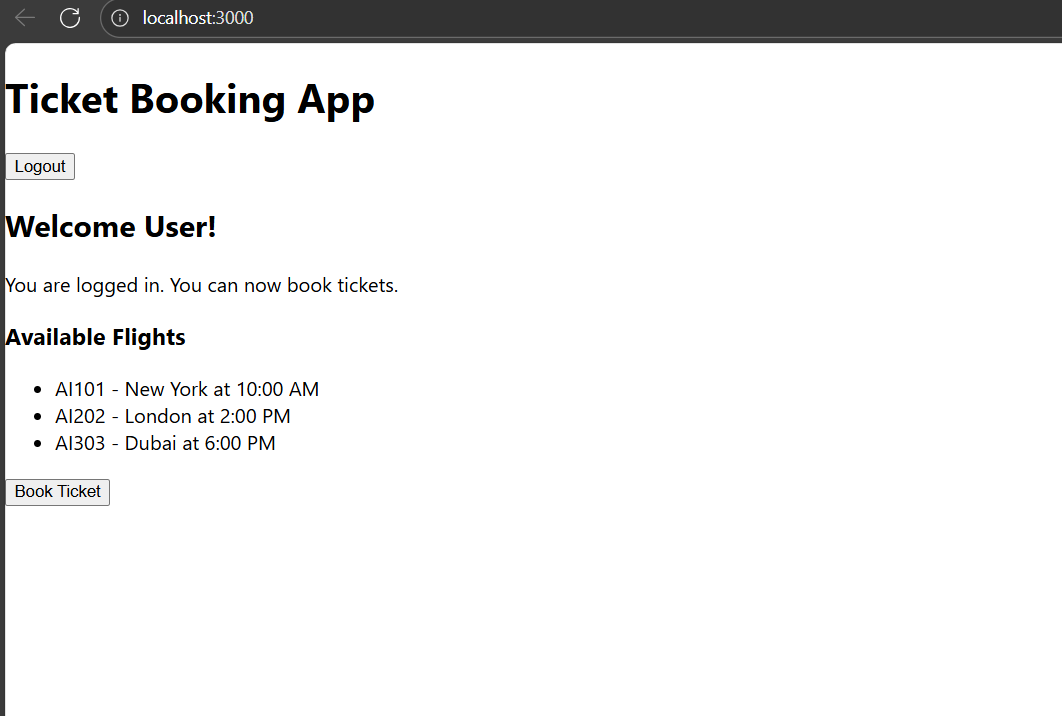 localhost:3000
Ticket Booking App
Logout
Welcome User!
You are logged in. You can now book tickets.
Available Flights
AI101 - New York at 10:00 AM
AI202 - London at 2:00 PM
AI303 - Dubai at 6:00 PM
Book Ticket